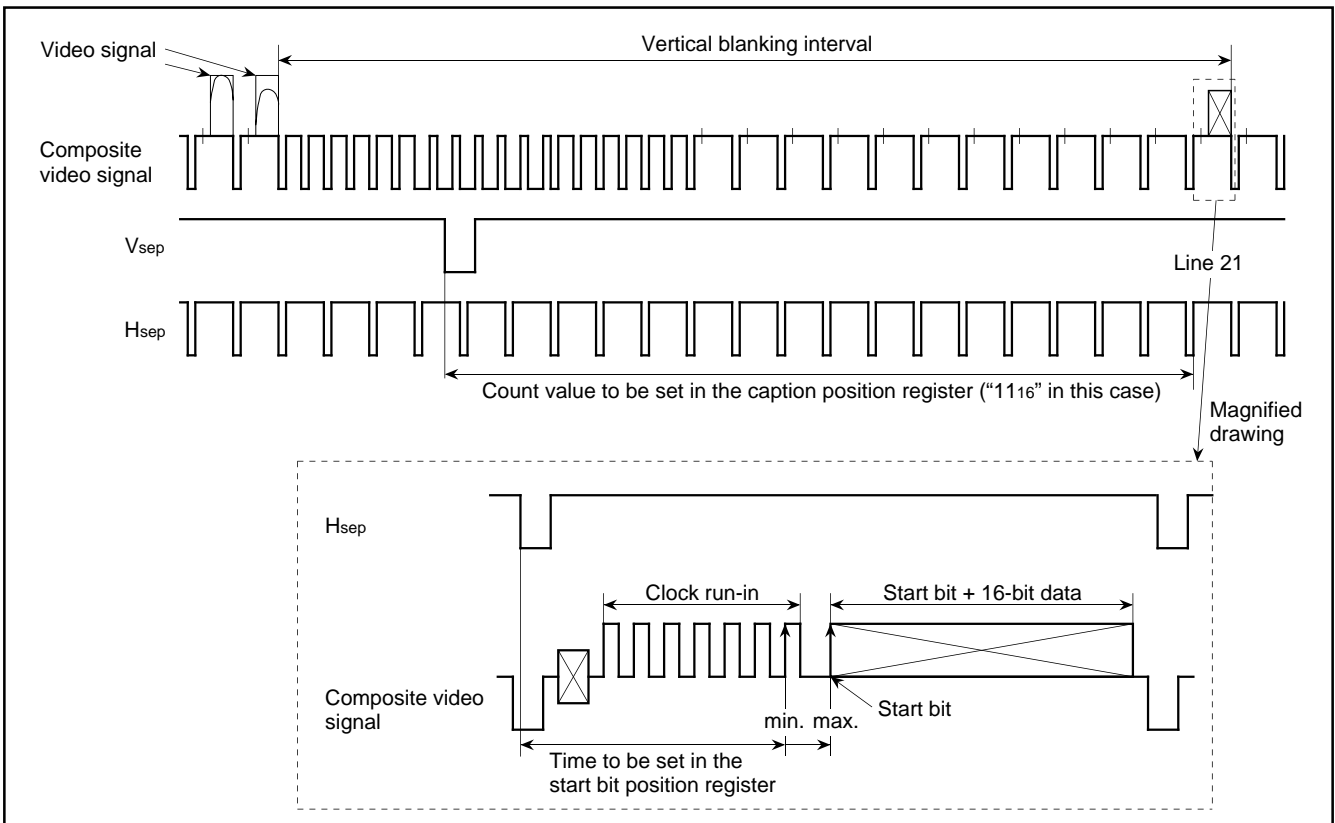 Video signal
Vertical blanking interval
Composite
video signal
Vsep
Line 21
Hsep
Count value to be set in the caption position register (“1116” in this case)
Magnified
drawing
Hsep
Clock run-in
Start bit + 16-bit data
Composite video
signal
min. max.
Start bit
Time to be set in the
start bit position register